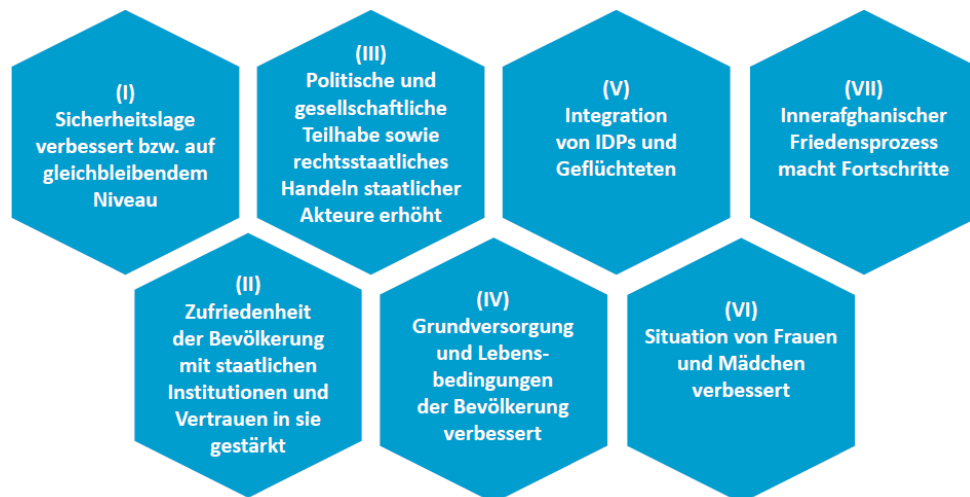 (I)
Sicherheitslage
verbessert bzw. auf
gleichbleibendem
Niveau
(II)
Zufriedenheit
der Bevölkerung
mit staatlichen
Institutionen und
Vertrauen in sie
gestärkt
(III)
Politische und
gesellschaftliche
Teilhabe sowie
rechtsstaatliches
Handeln staatlicher
Akteure erhöht
(IV)
Grundversorgung
und Lebens-
bedingungen
der Bevölkerung
verbessert
(V)
Integration
von IDPs und
Geflüchteten
(VI)
Situation von Frauen
und Mädchen
verbessert
(VII)
Innerafghanischer
Friedensprozess
macht Fortschritte